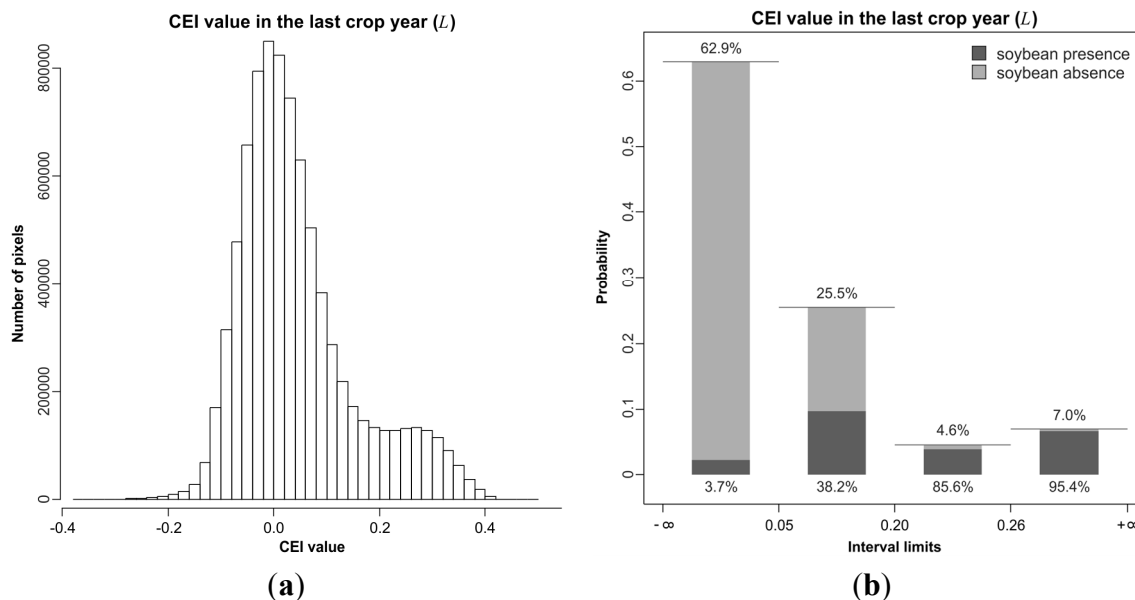 CEI value in the last crop year (L)
Number of pixels
800000
600000
400000
200000
0
-0.4 -0.2 0.0 0.2 0.4
CEI value
(a)
CEI value in the last crop year (L)
soybean presence
soybean absence
Probability
0.6
0.5
0.4
0.3
0.2
0.1
0
62.9%
25.5%
4.6%
7.0%
3.7% 38.2% 85.6% 95.4%
- ∞ 0.05 0.20 0.26 +∞
Interval limits
(b)